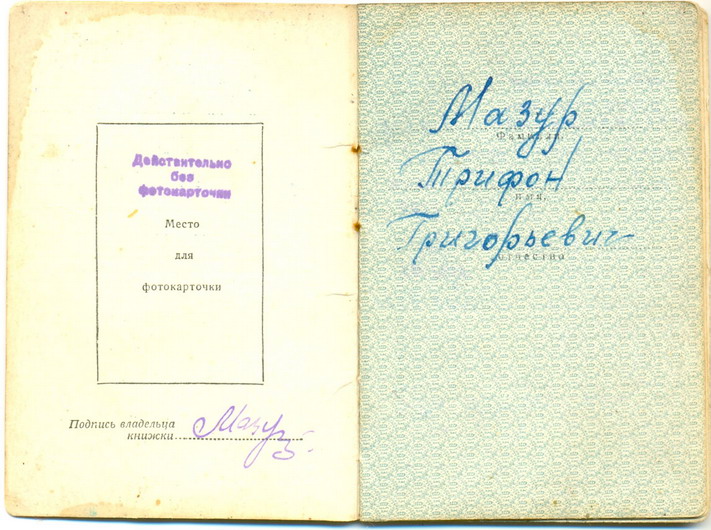 Действительно
без
фотокарточки
Место
для
фотокарточки
Подпись владельца
книжки Мазур
Мазур
Фамилия
Трифон
имя,
Григорьевич
отчество